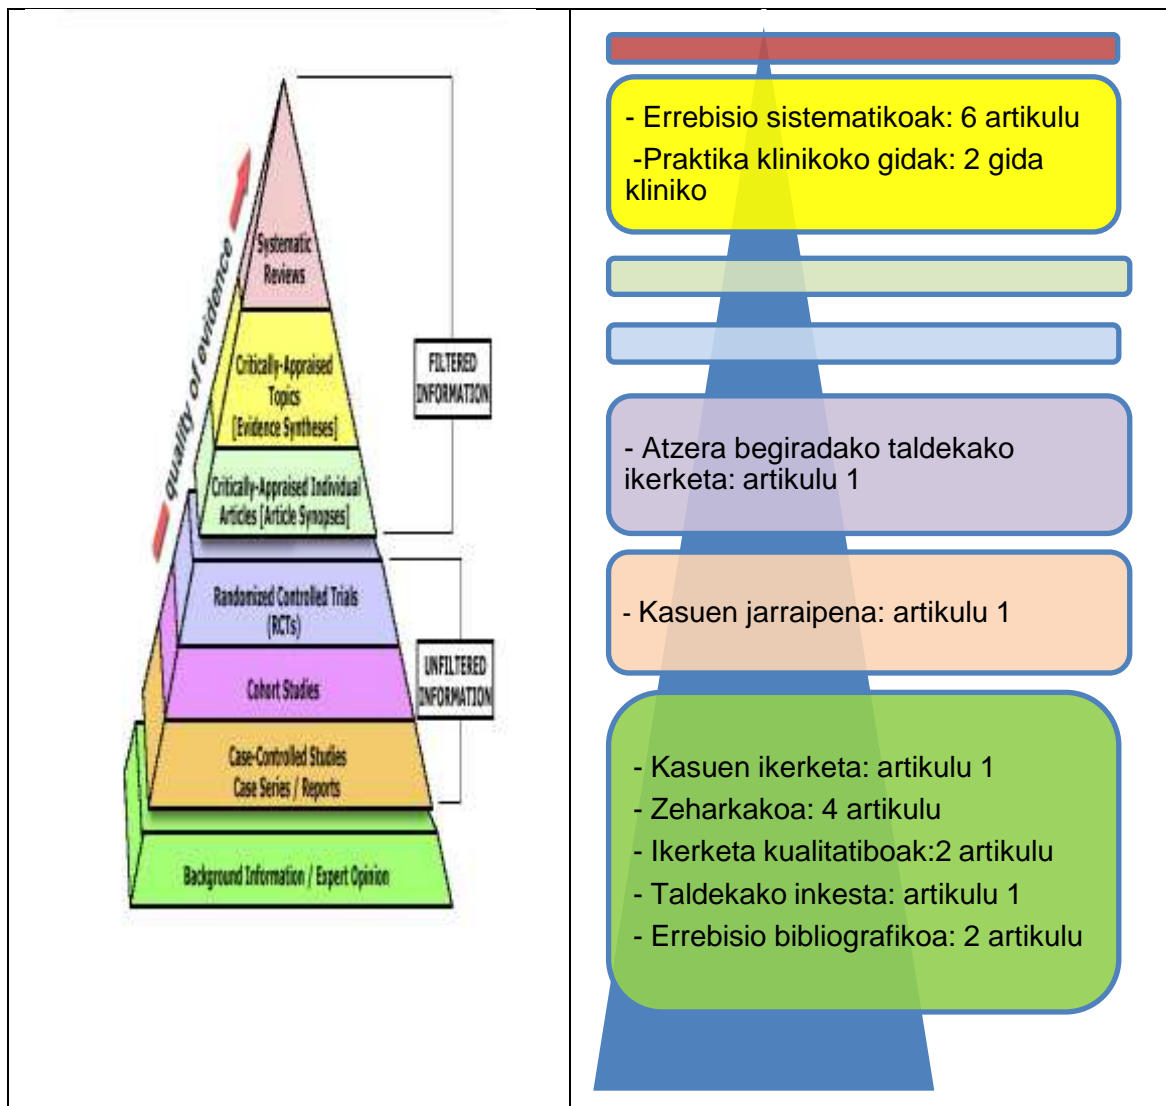 quality of evidence
Systematic
Reviews
Critically-Appraised
Topics
[Evidence Syntheses]
Critically-Appraised Individual
Articles [Article Synopses]
FILTERED
INFORMATION
Randomized Controlled Trials
(RCTs)
Cohort Studies
UNFILTERED
INFORMATION
Case-Controlled Studies
Case Series / Reports
Background Information / Expert Opinion
- Errebisio sistematikoak: 6 artikulu
-Praktika klinikoko gidak: 2 gida
kliniko
- Atzera begiradako taldekako
ikerketa: artikulu 1
- Kasuen jarraipena: artikulu 1
- Kasuen ikerketa: artikulu 1
- Zeharkakoa: 4 artikulu
- Ikerketa kualitatiboak:2 artikulu
- Taldekako inkesta: artikulu 1
- Errebisio bibliografikoa: 2 artikulu